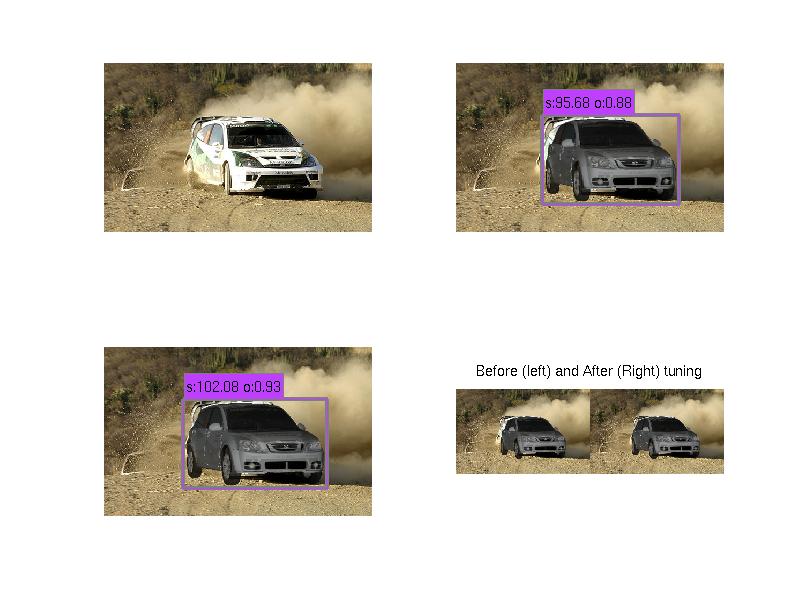 s:95.68 o:0.88
s:102.08 o:0.93
Before (left) and After (Right) tuning